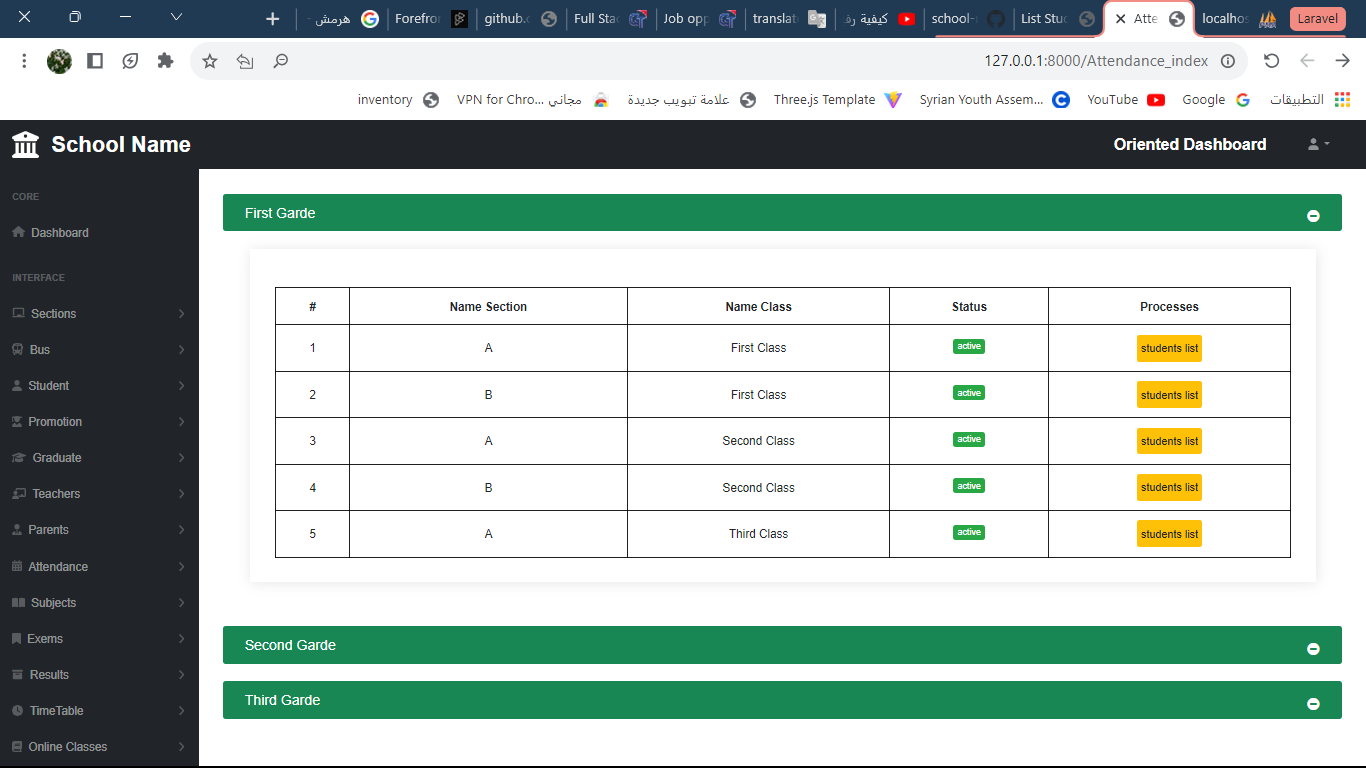 هرمش -
Forefror
github.c
Full Stac
Job opp
translat
كيفية رف
school-
List Stud
Atte
localhos
Laravel
127.0.0.1:8000/Attendance_index
inventory
VPN for Chro... مجاني
علامة تبويب جديدة
Three.js Template
Syrian Youth Assem...
YouTube
Google
التطبيقات
School Name
Oriented Dashboard
CORE
Dashboard
INTERFACE
Sections
Bus
Student
Promotion
Graduate
Teachers
Parents
Attendance
Subjects
Exems
Results
TimeTable
Online Classes
First Garde
# Name Section Name Class Status Processes
1 A First Class active students list
2 B First Class active students list
3 A Second Class active students list
4 B Second Class active students list
5 A Third Class active students list
Second Garde
Third Garde